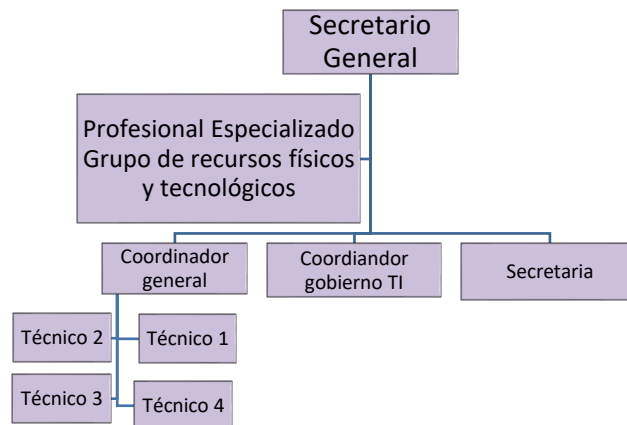 Secretario
General
Profesional Especializado
Grupo de recursos físicos
y tecnológicos
Coordinador
general
Coordiandor
gobierno TI
Secretaria
Técnico 2
Técnico 1
Técnico 3
Técnico 4